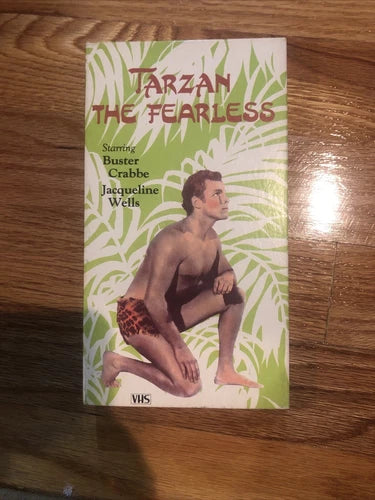 TARZAN
THE FEARLESS
Starring
Buster
Crabbe
Jacqueline
Wells
VHS